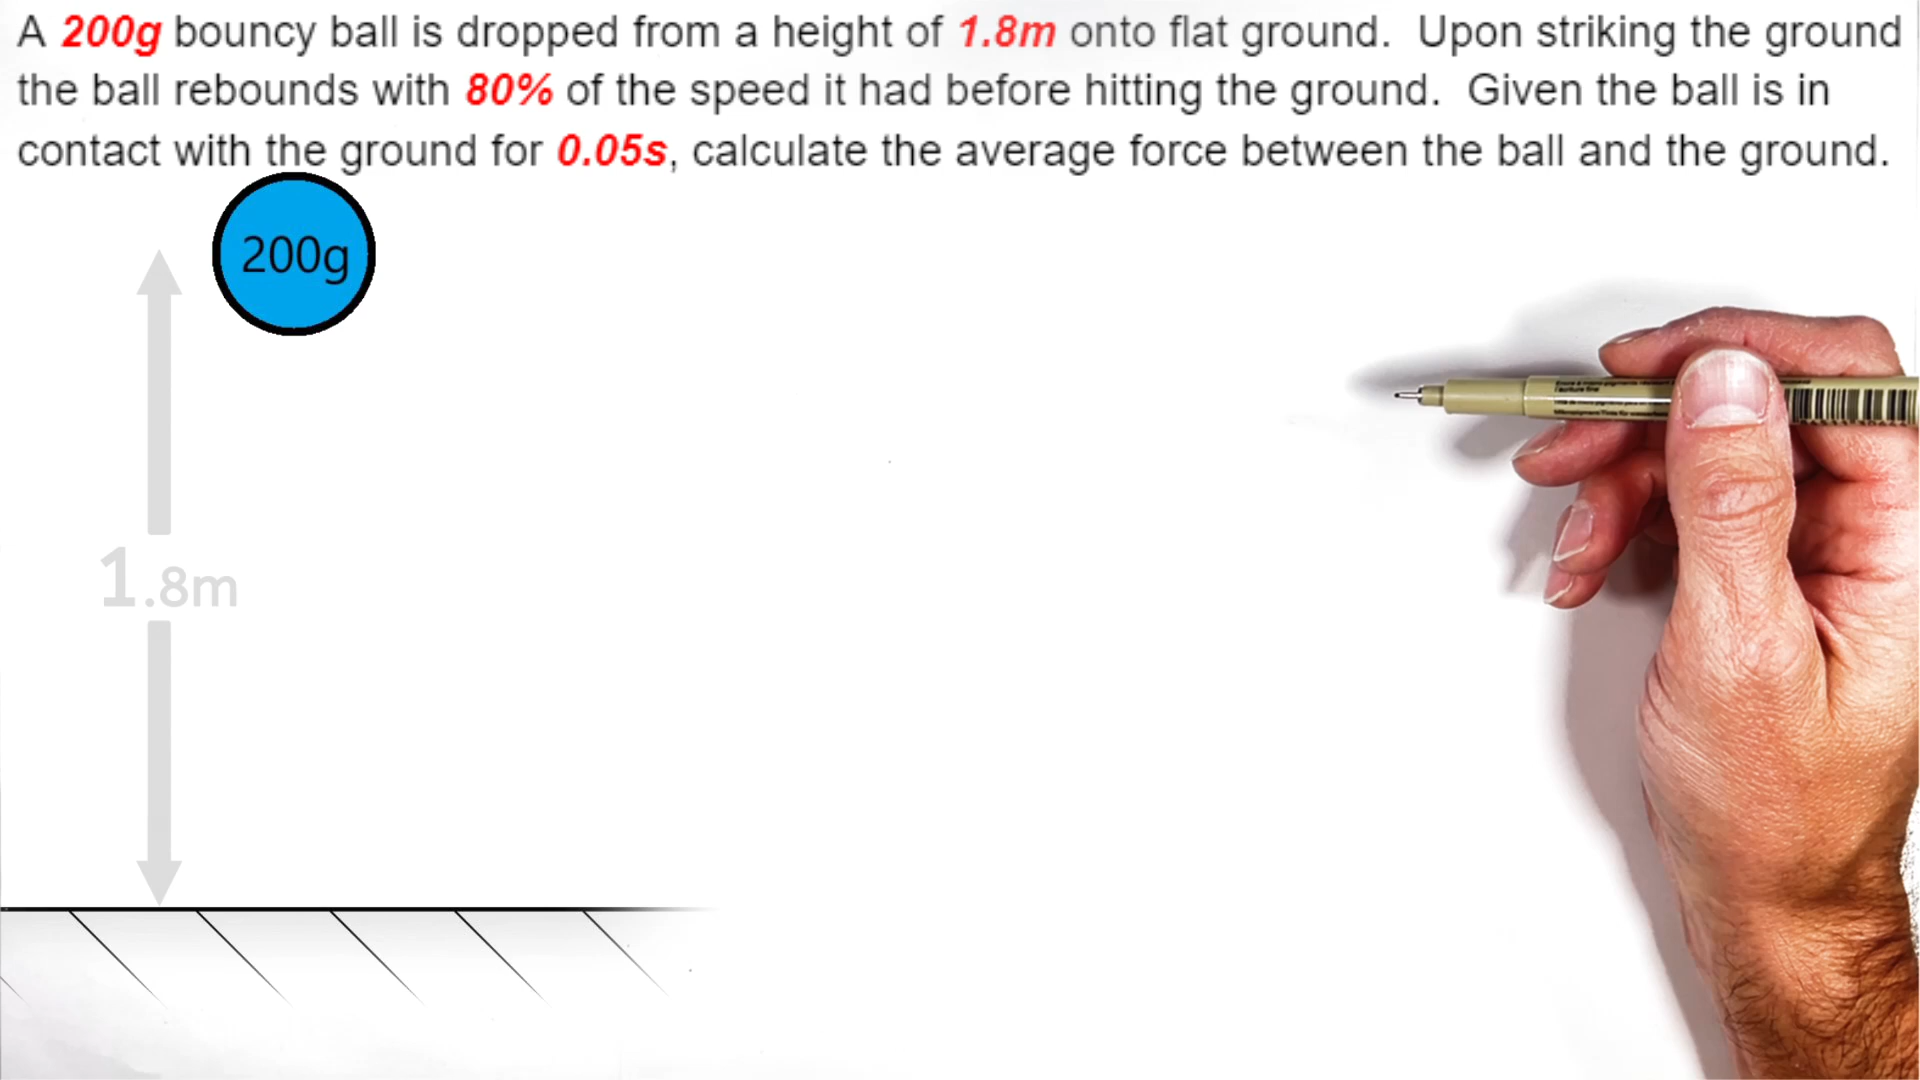 A 200g bouncy ball is dropped from a height of 1.8m onto flat ground. Upon striking the ground
the ball rebounds with 80% of the speed it had before hitting the ground. Given the ball is in
contact with the ground for 0.05s, calculate the average force between the ball and the ground.
200g
1.8m